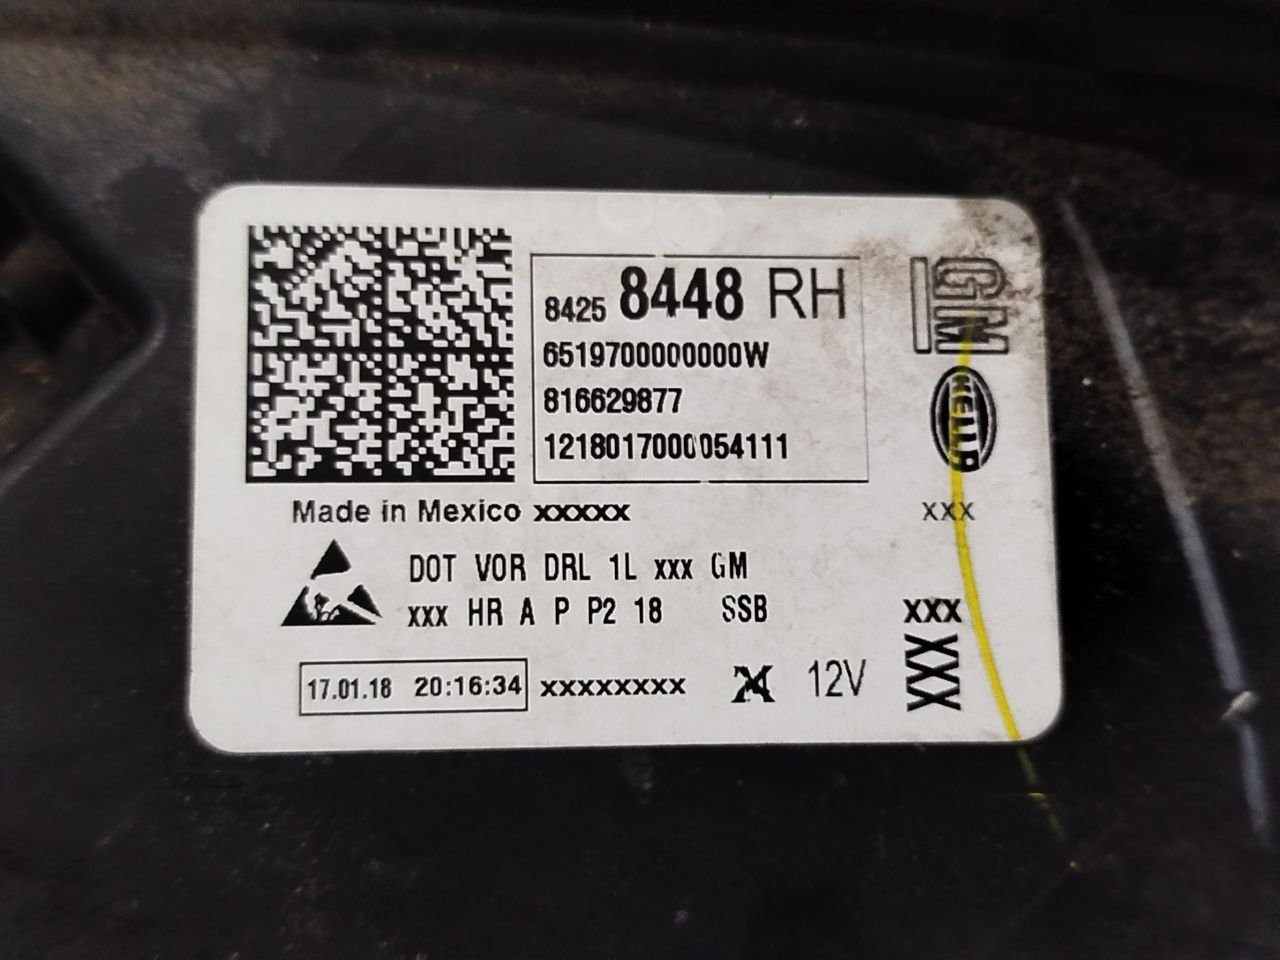 8425 8448 RH
6519700000000W
816629877
1218017000054111
GM
HELLA
Made in Mexico xxxxx
xxx
DOT VOR DRL 1L xxx GM
xxx HR A P P2 18 SSB
xxx
17.01.18 20:16:34 xxxxxxxx
12V
XXX